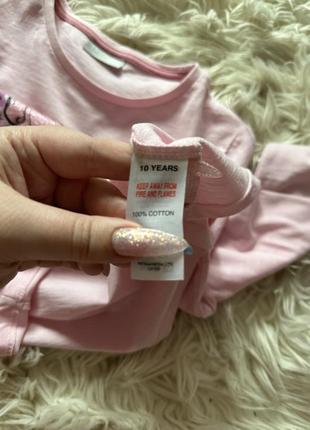 10 YEARS
KEEP AWAY FROM
FIRE AND FLAMES
100% COTTON